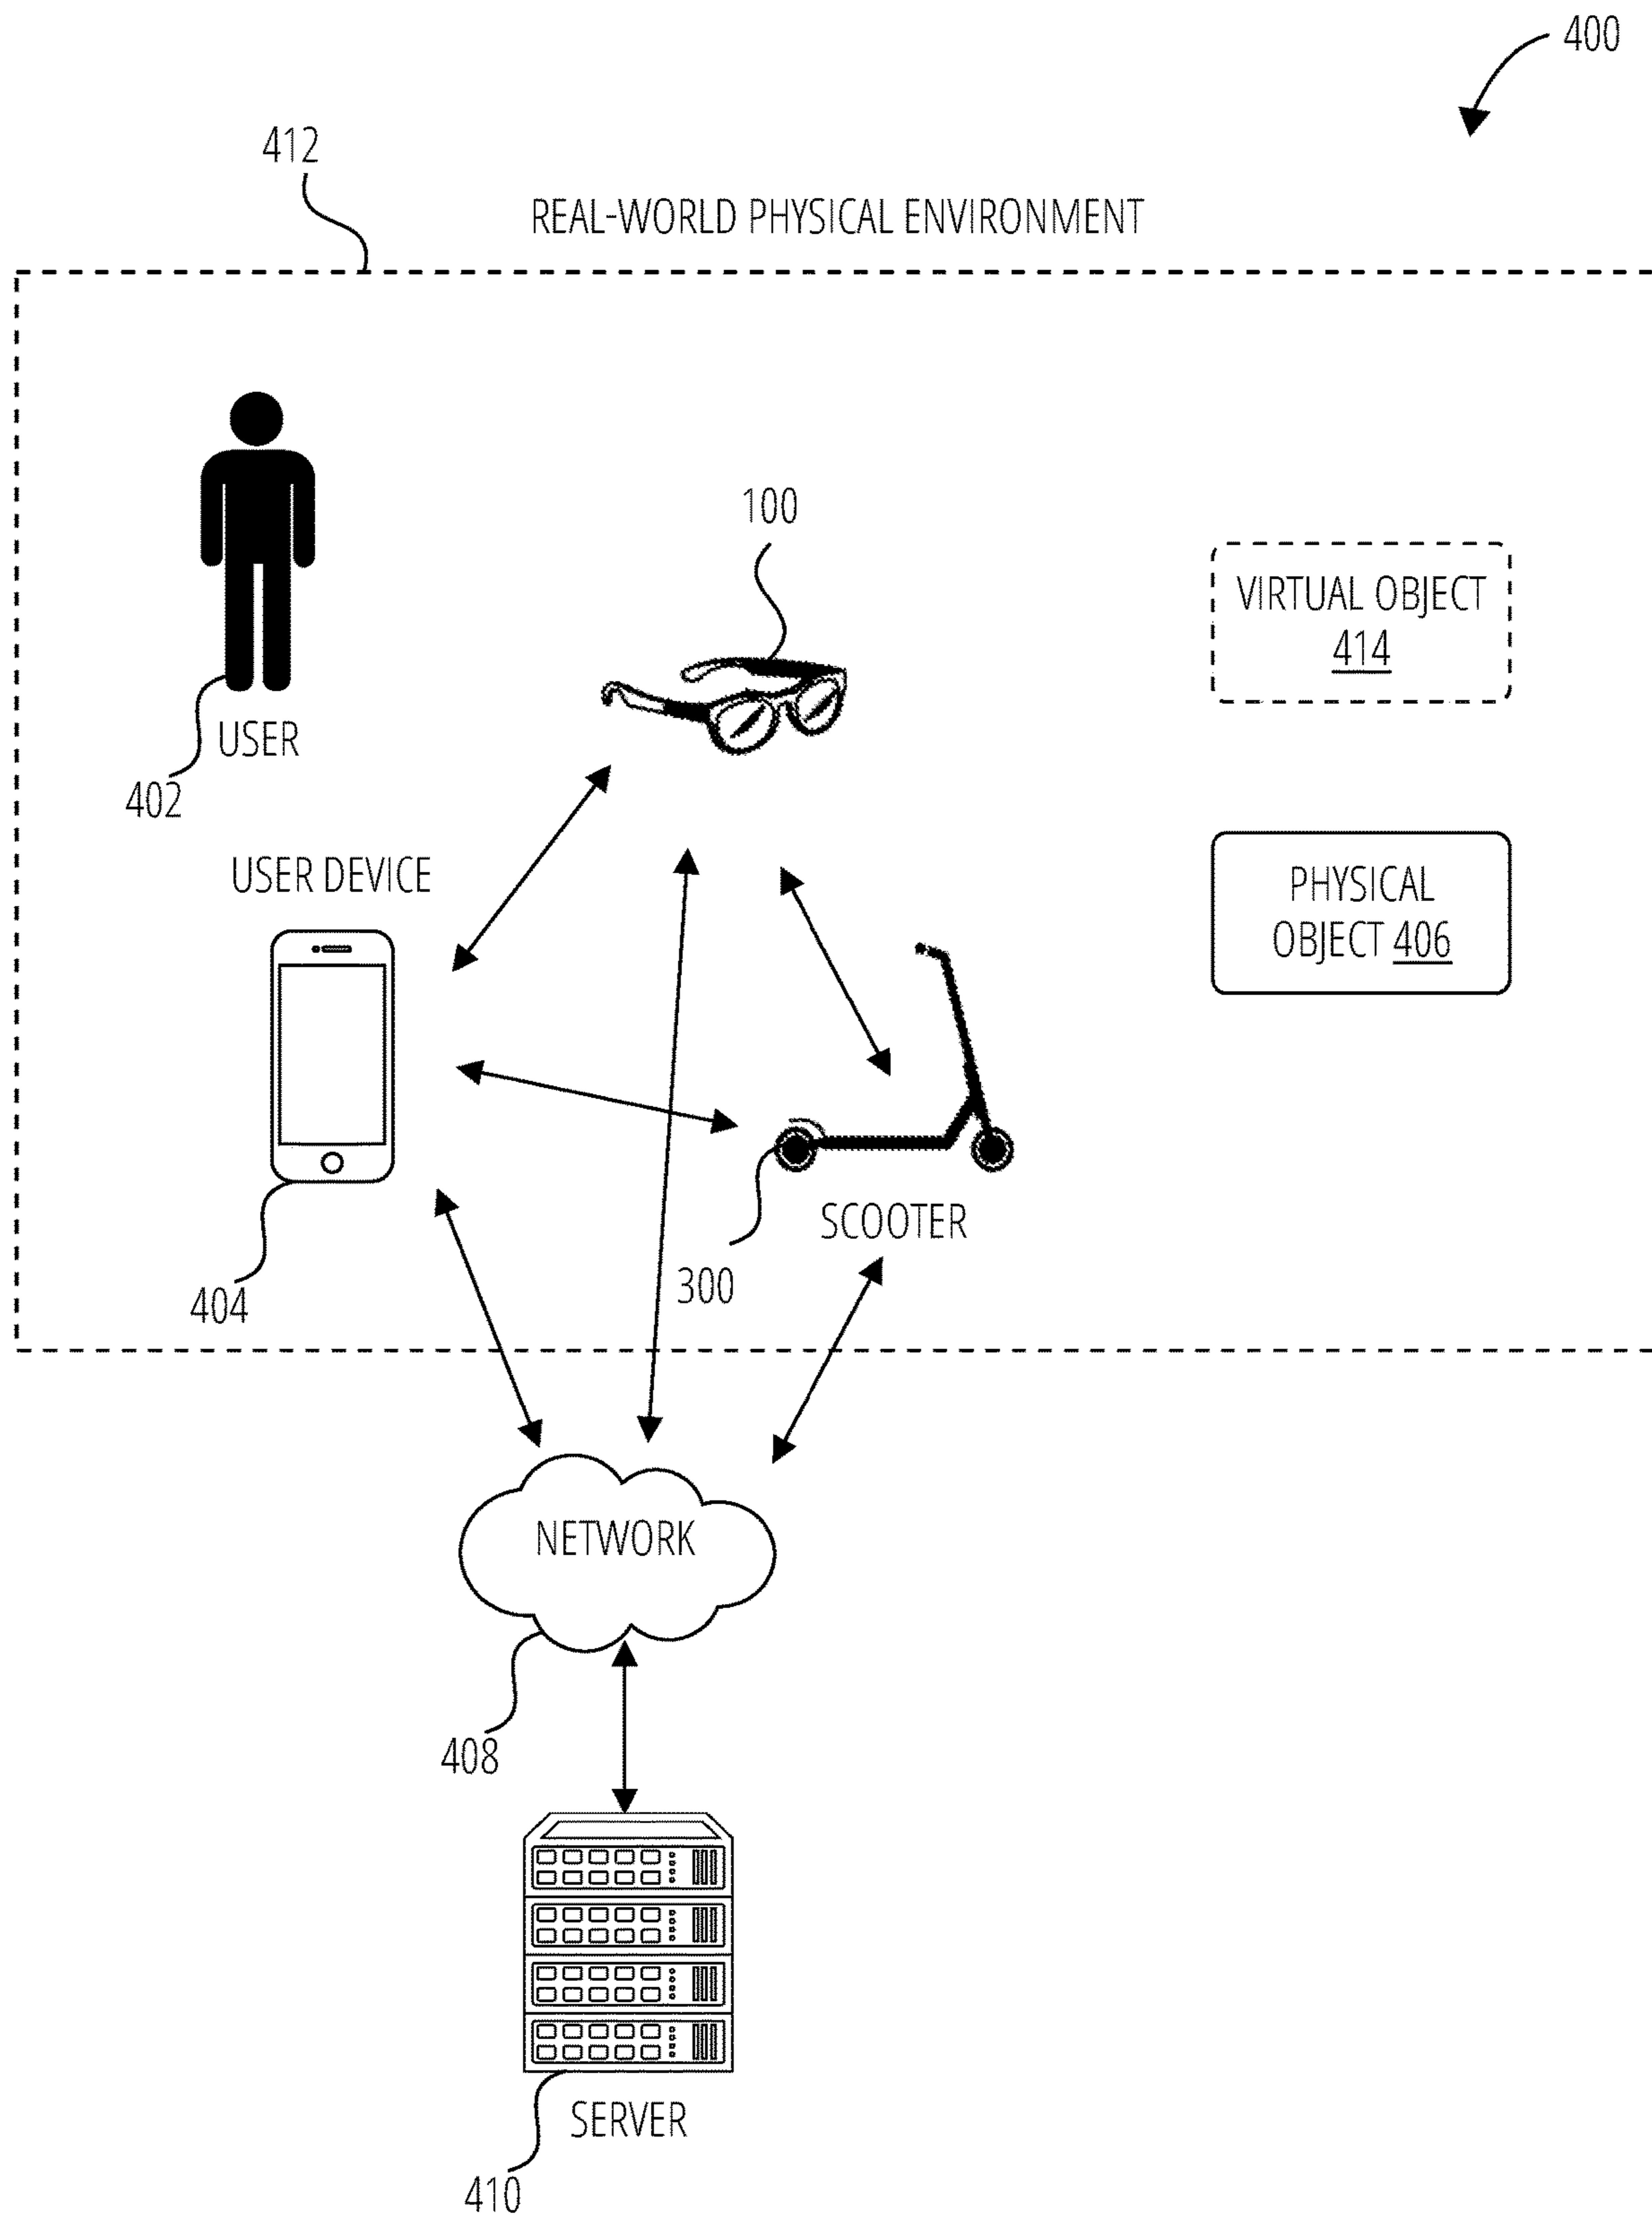 400
412
REAL-WORLD PHYSICAL ENVIRONMENT
100
VIRTUAL OBJECT
414
USER
402
USER DEVICE
PHYSICAL
OBJECT 406
SCOOTER
300
404
NETWORK
408
SERVER
410